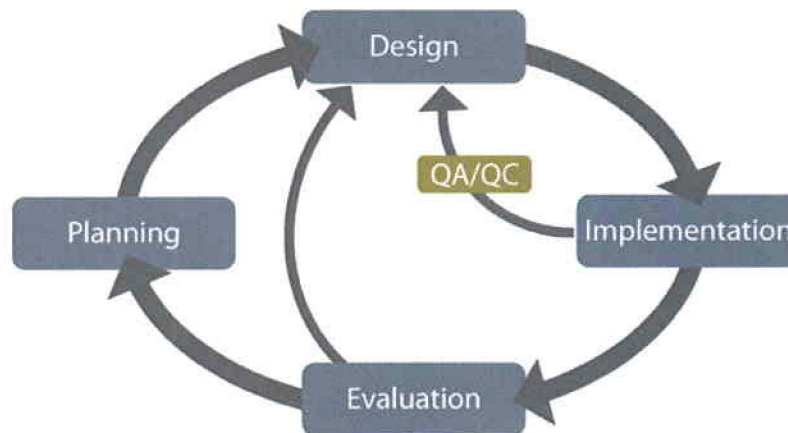 Design
QA/QC
Planning
Implementation
Evaluation